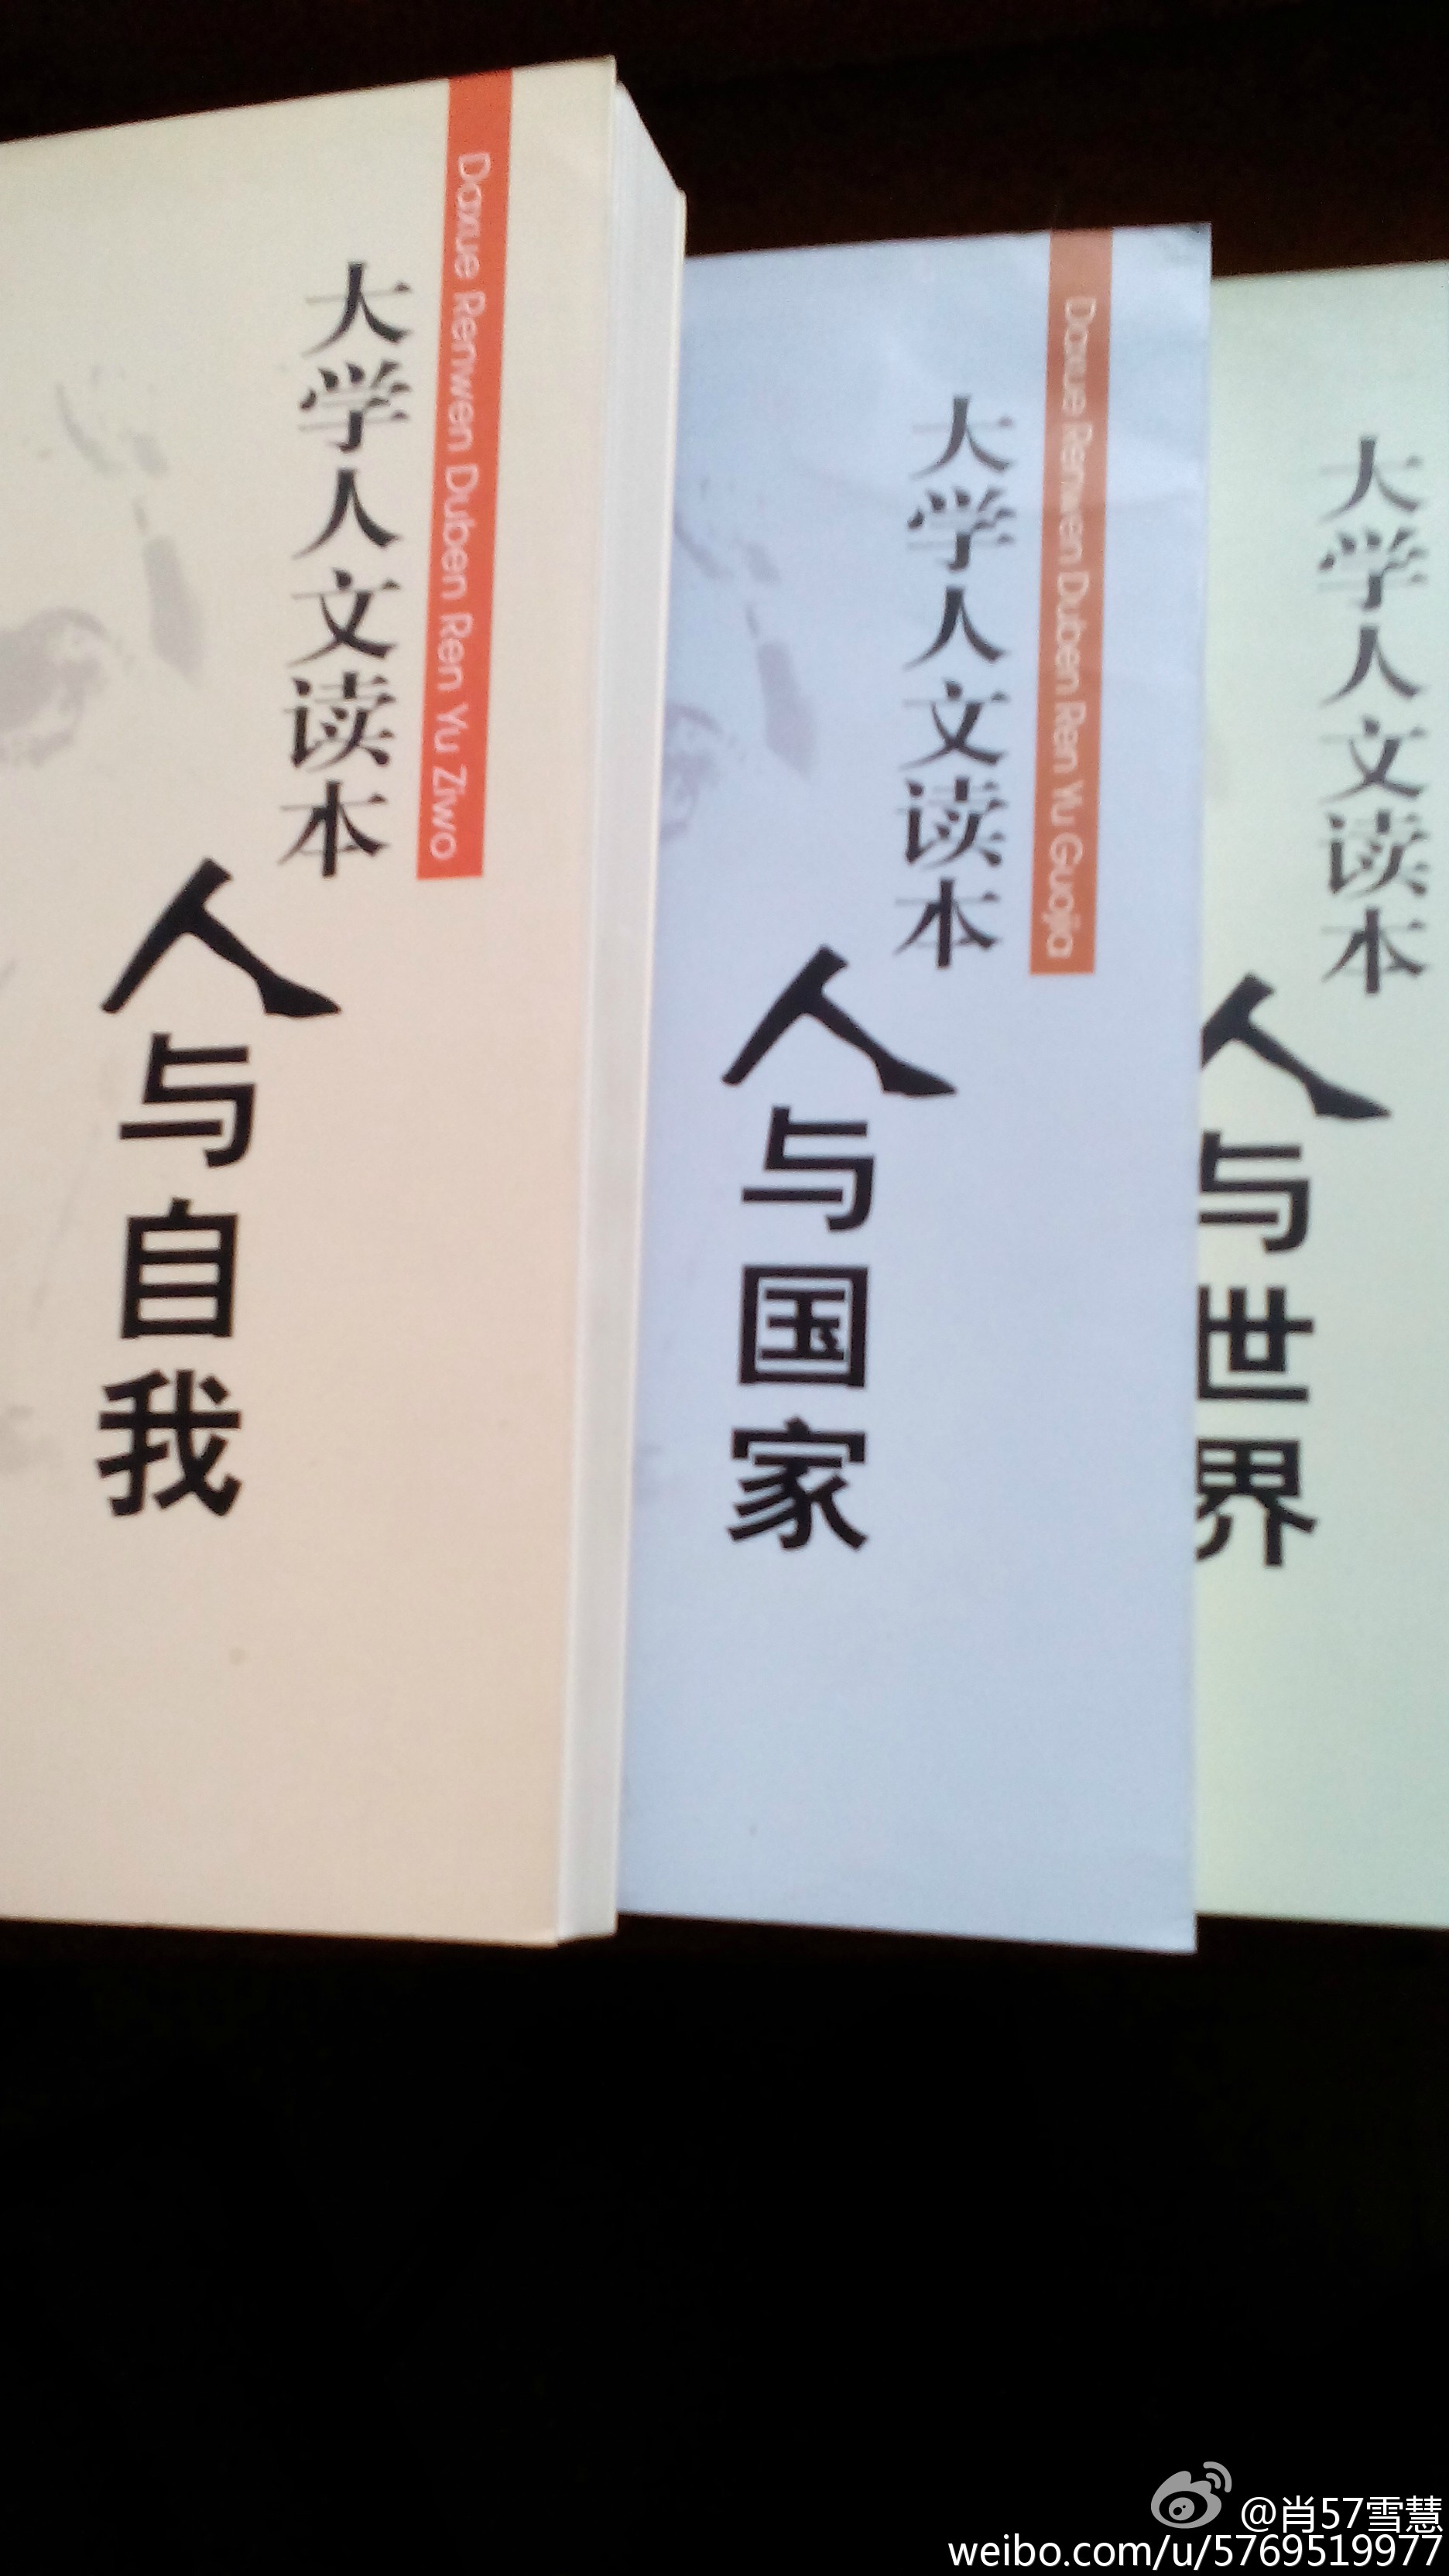 Daxue Renwen Duben Ren Yu Ziwo
大学人文读本
人与自我
Daxue Renwen Duben Ren Yu Guojia
大学人文读本
人与国家
大学人文读本
人与世界
@肖57雪慧
weibo.com/u/5769519977